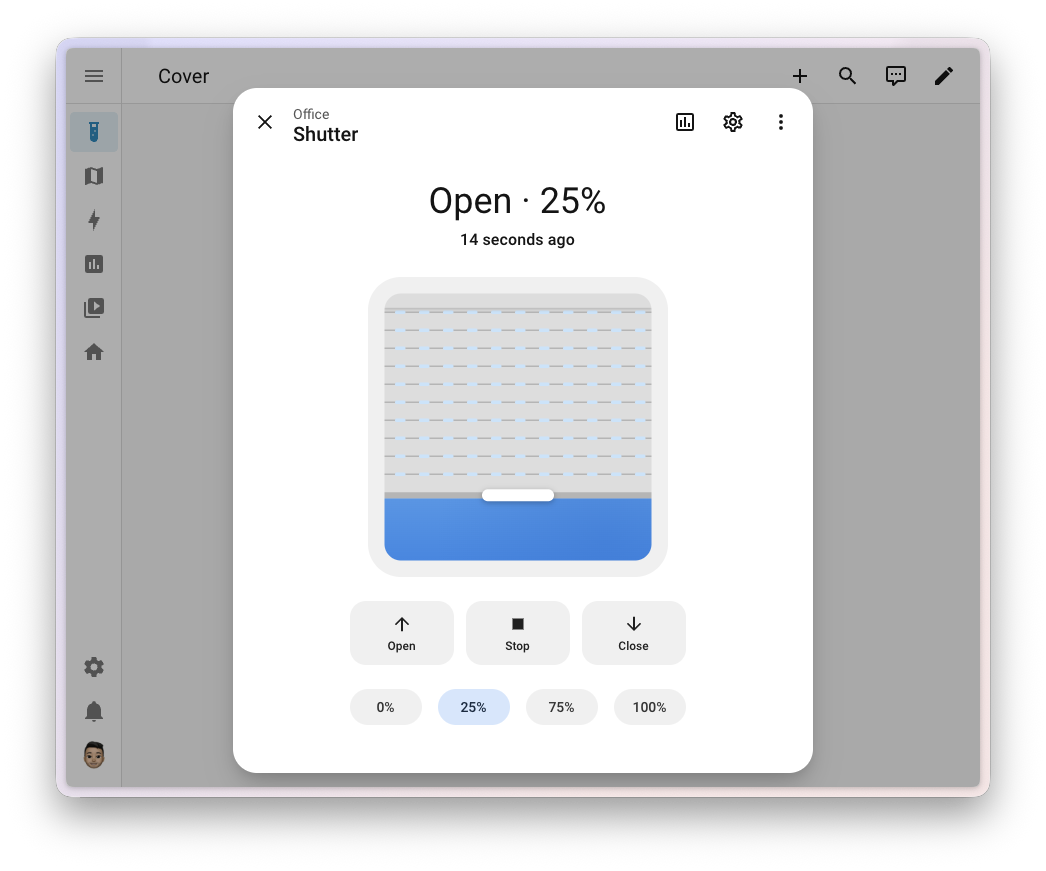 Cover
Office
Shutter
Open · 25%
14 seconds ago
Open
Stop
Close
0%
25%
75%
100%